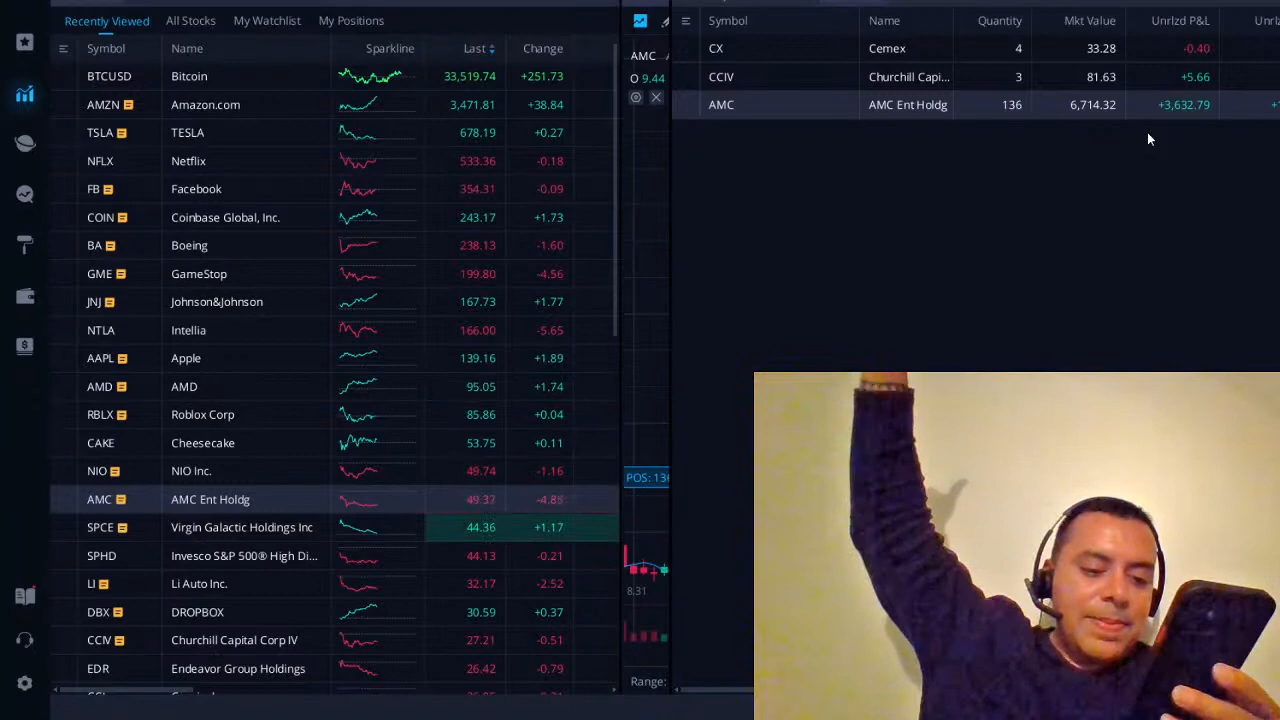 Recently Viewed All Stocks My Watchlist My Positions
Symbol Name Sparkline Last Change
BTCUSD Bitcoin 33,519.74 +251.73
AMZN Amazon.com 3,471.81 +38.84
TSLA TESLA 678.19 +0.27
NFLX Netflix 533.36 -0.18
FB Facebook 354.31 -0.09
COIN Coinbase Global, Inc. 243.17 +1.73
BA Boeing 238.13 -1.60
GME GameStop 199.80 -4.56
JNJ Johnson&Johnson 167.73 +1.77
NTLA Intellia 166.00 -5.65
AAPL Apple 139.16 +1.89
AMD AMD 95.05 +1.74
RBLX Roblox Corp 85.86 +0.04
CAKE Cheesecake 53.75 +0.11
NIO NIO Inc. 49.74 -1.16
AMC AMC Ent Holdg 49.37 -4.85
SPCE Virgin Galactic Holdings Inc 44.36 +1.17
SPHD Invesco S&P 500® High Di... 44.13 -0.21
LI Li Auto Inc. 32.17 -2.52
DBX DROPBOX 30.59 +0.37
CCIV Churchill Capital Corp IV 27.21 -0.51
EDR Endeavor Group Holdings 26.42 -0.79
AMC
O 9.44
POS: 136
8.31
Range:
Symbol Name Quantity Mkt Value Unrlzd P&L Unrlz
CX Cemex 4 33.28 -0.40
CCIV Churchill Capi... 3 81.63 +5.66
AMC AMC Ent Holdg 136 6,714.32 +3,632.79